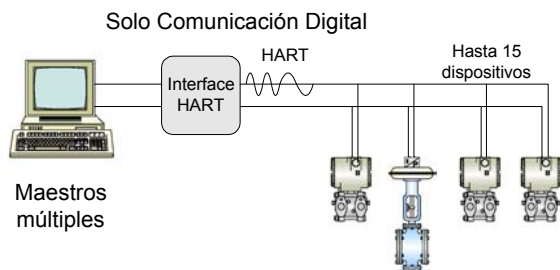 Solo Comunicación Digital
HART
Hasta 15
dispositivos
Interface
HART
Maestros
múltiples